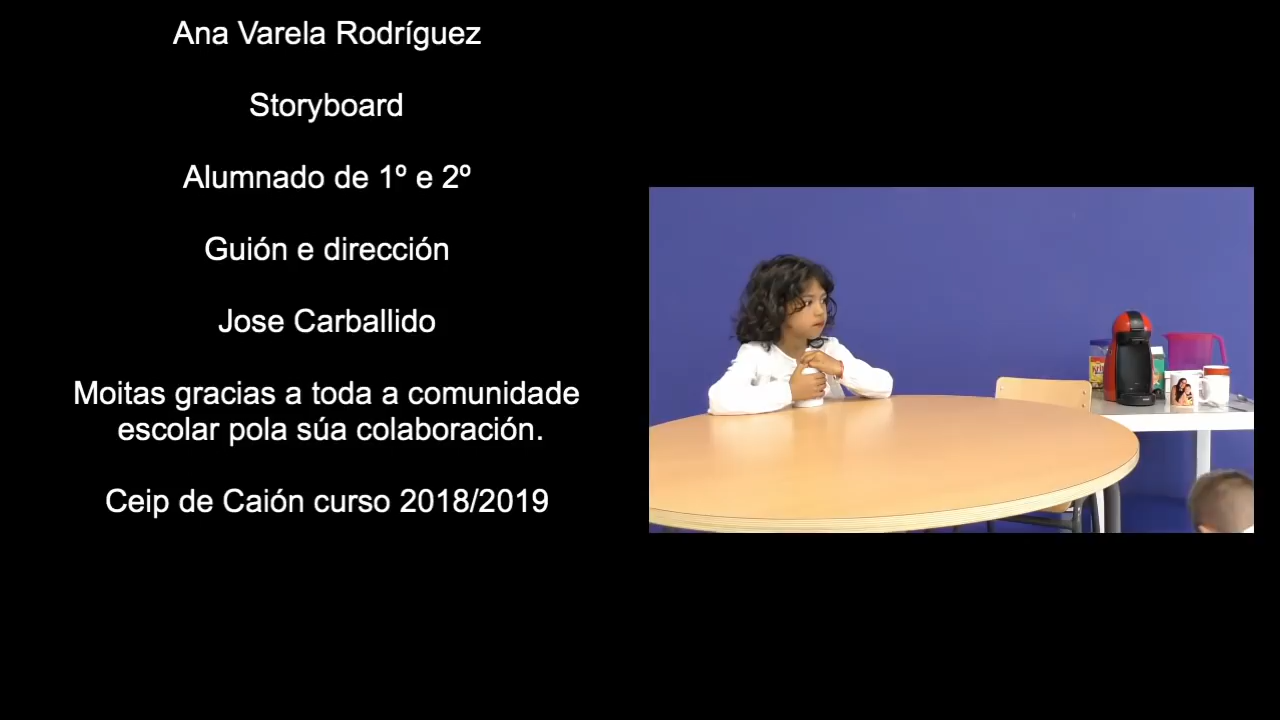 Ana Varela Rodríguez
Storyboard
Alumnado de 1º e 2º
Guión e dirección
Jose Carballido
Moitas gracias a toda a comunidade
escolar pola súa colaboración.
Ceip de Caión curso 2018/2019